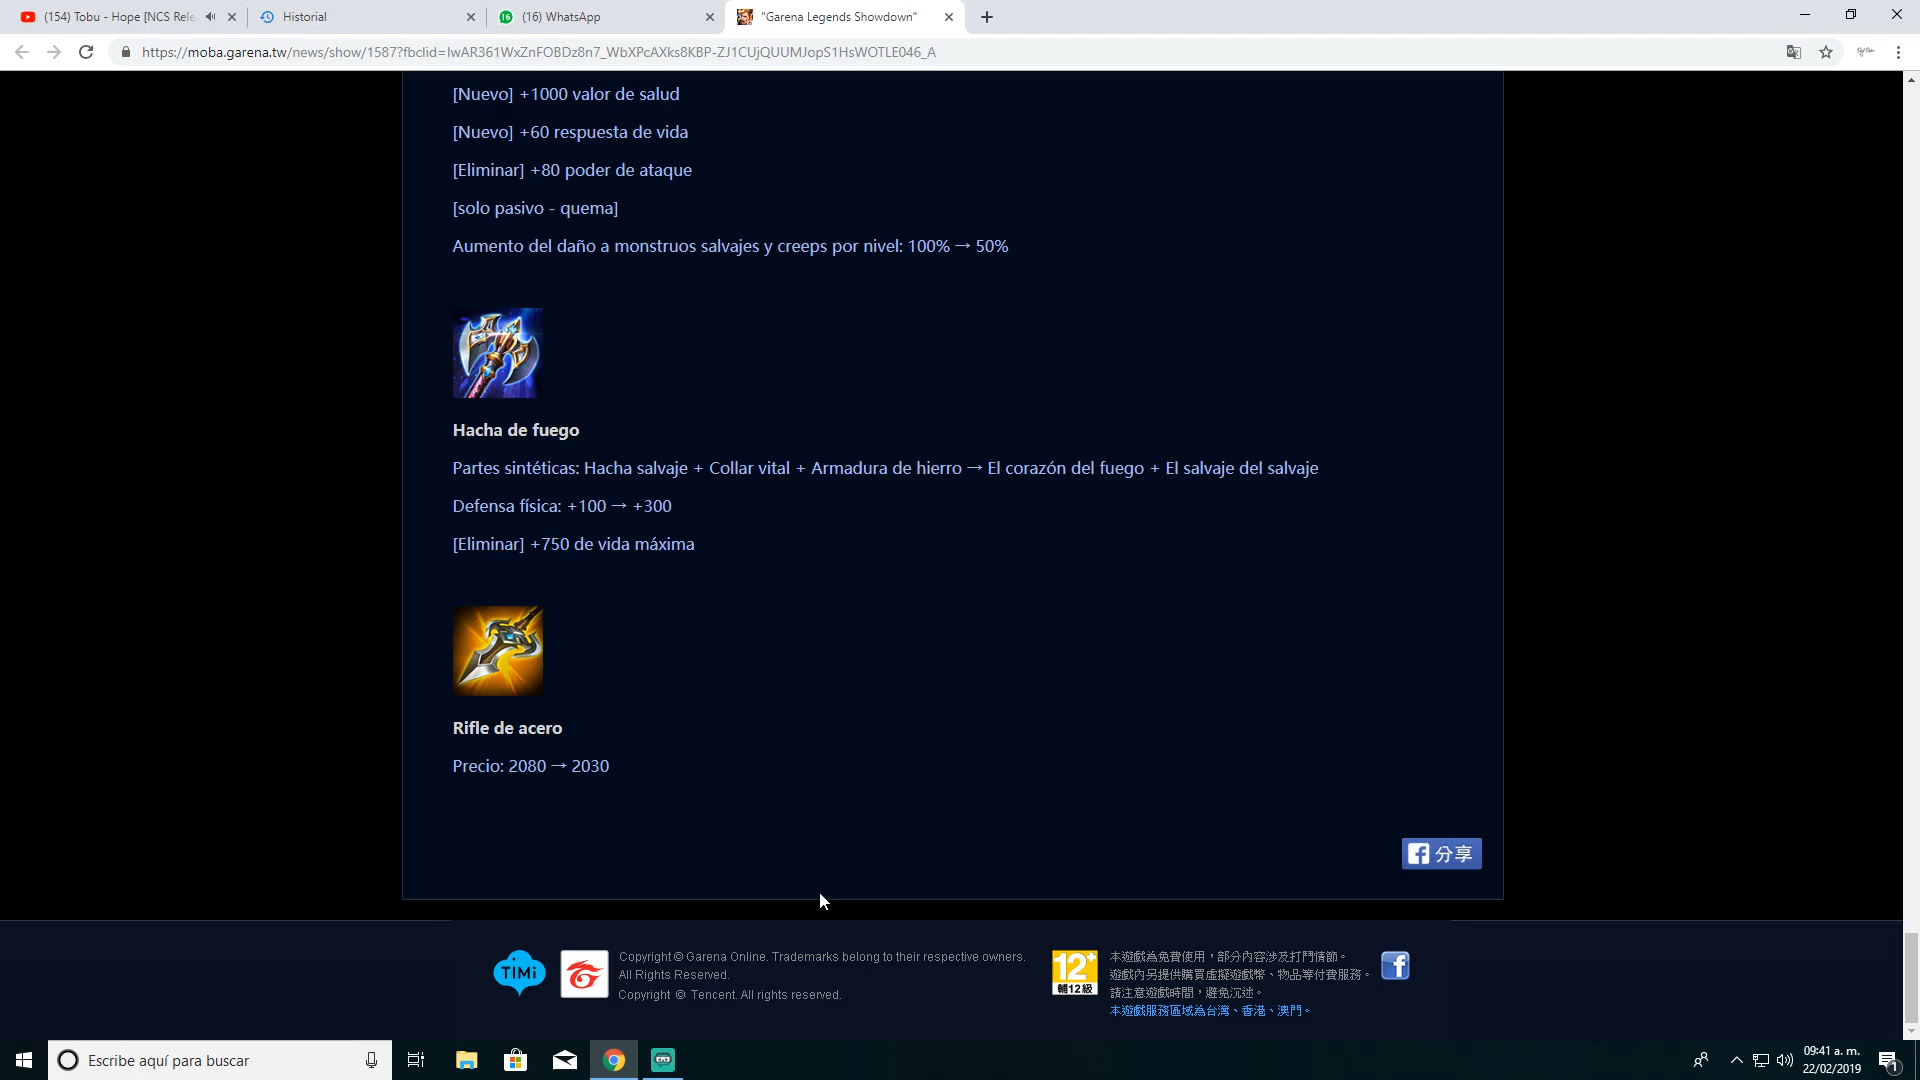 (154) Tobu - Hope [NCS Rele
Historial
(16) WhatsApp
"Garena Legends Showdown"
https://moba.garena.tw/news/show/1587?fbclid=IwAR361WxZnFOBDz8n7_WbXPcAXks8KBP-ZJ1CUjQUUMJopS1HsWOTLE046_A
[Nuevo] +1000 valor de salud
[Nuevo] +60 respuesta de vida
[Eliminar] +80 poder de ataque
[solo pasivo - quema]
Aumento del daño a monstruos salvajes y creeps por nivel: 100% → 50%
Hacha de fuego
Partes sintéticas: Hacha salvaje + Collar vital + Armadura de hierro → El corazón del fuego + El salvaje del salvaje
Defensa física: +100 → +300
[Eliminar] +750 de vida máxima
Rifle de acero
Precio: 2080 → 2030
分享
TiMi
Copyright © Garena Online. Trademarks belong to their respective owners.
All Rights Reserved.
Copyright © Tencent. All rights reserved.
12+
輔12級
本遊戲為免費使用，部分內容涉及打鬥情節。
遊戲內另提供購買虛擬遊戲幣、物品等付費服務。
請注意遊戲時間，避免沉迷。
本遊戲服務區域為台灣、香港、澳門。
Escribe aquí para buscar
09:41 a. m.
22/02/2019
1